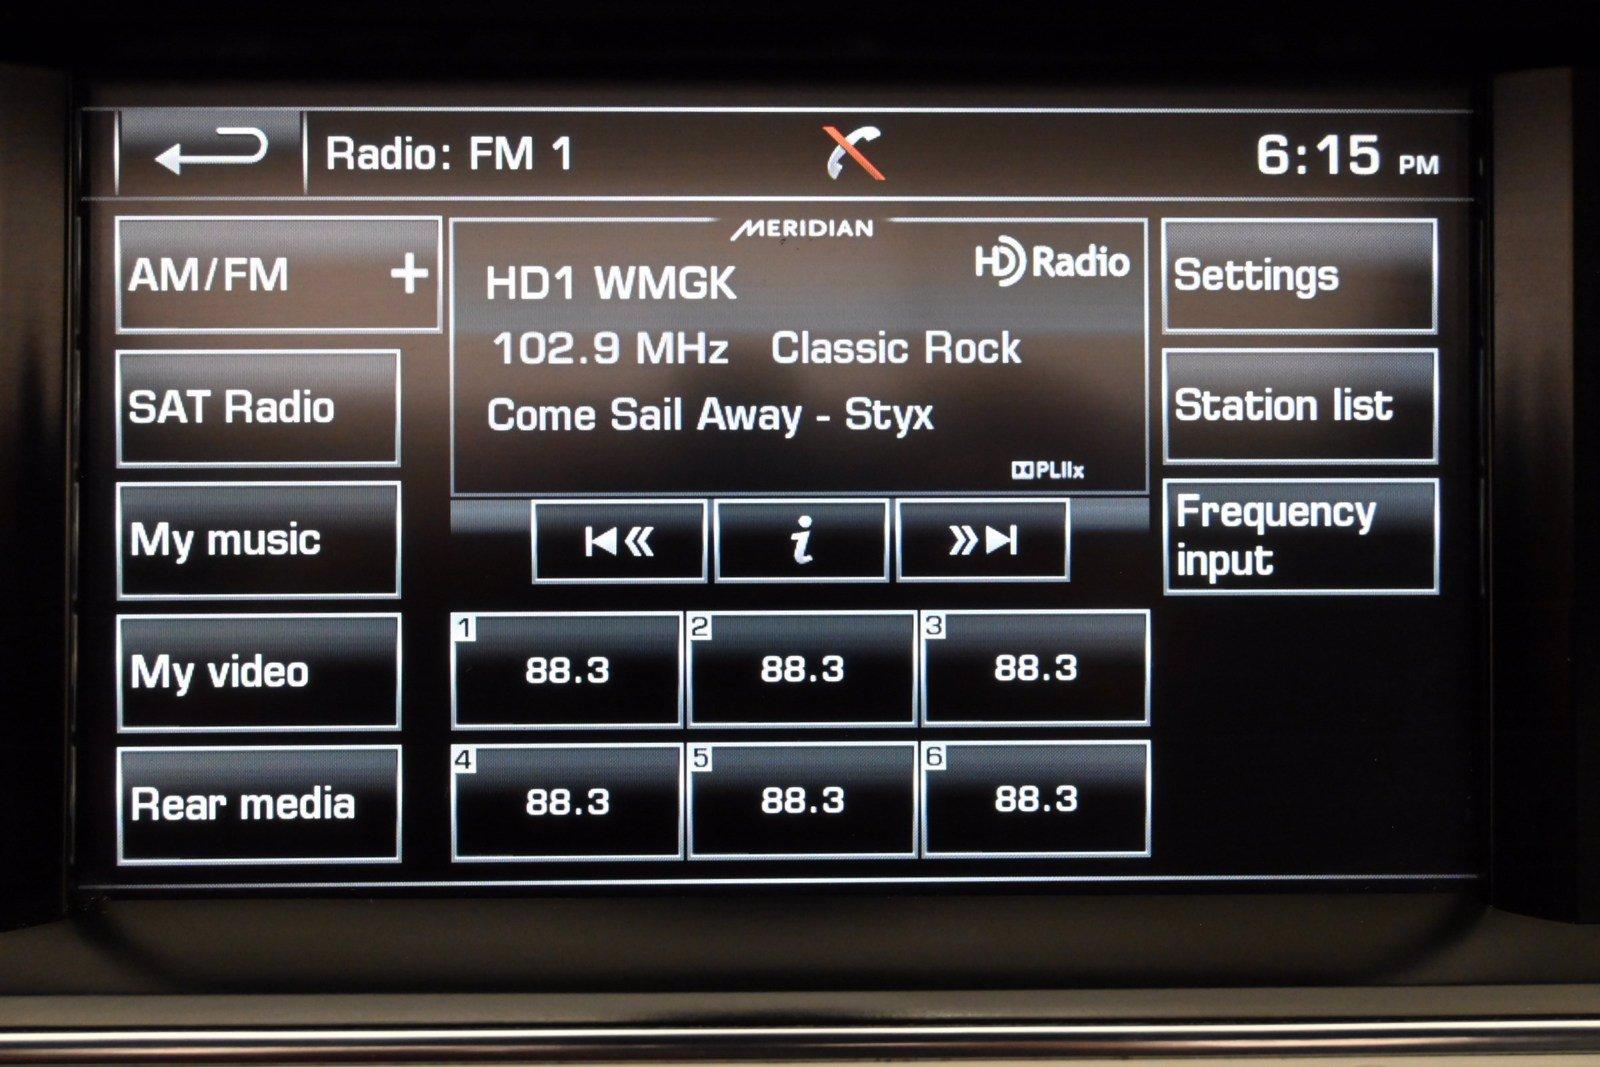 Radio: FM 1
6:15 PM
AM/FM +
SAT Radio
My music
My video
Rear media
MERIDIAN
HD Radio
HD1 WMGK
102.9 MHz Classic Rock
Come Sail Away - Styx
PLIIx
i
1 88.3
2 88.3
3 88.3
4 88.3
5 88.3
6 88.3
Settings
Station list
Frequency
input